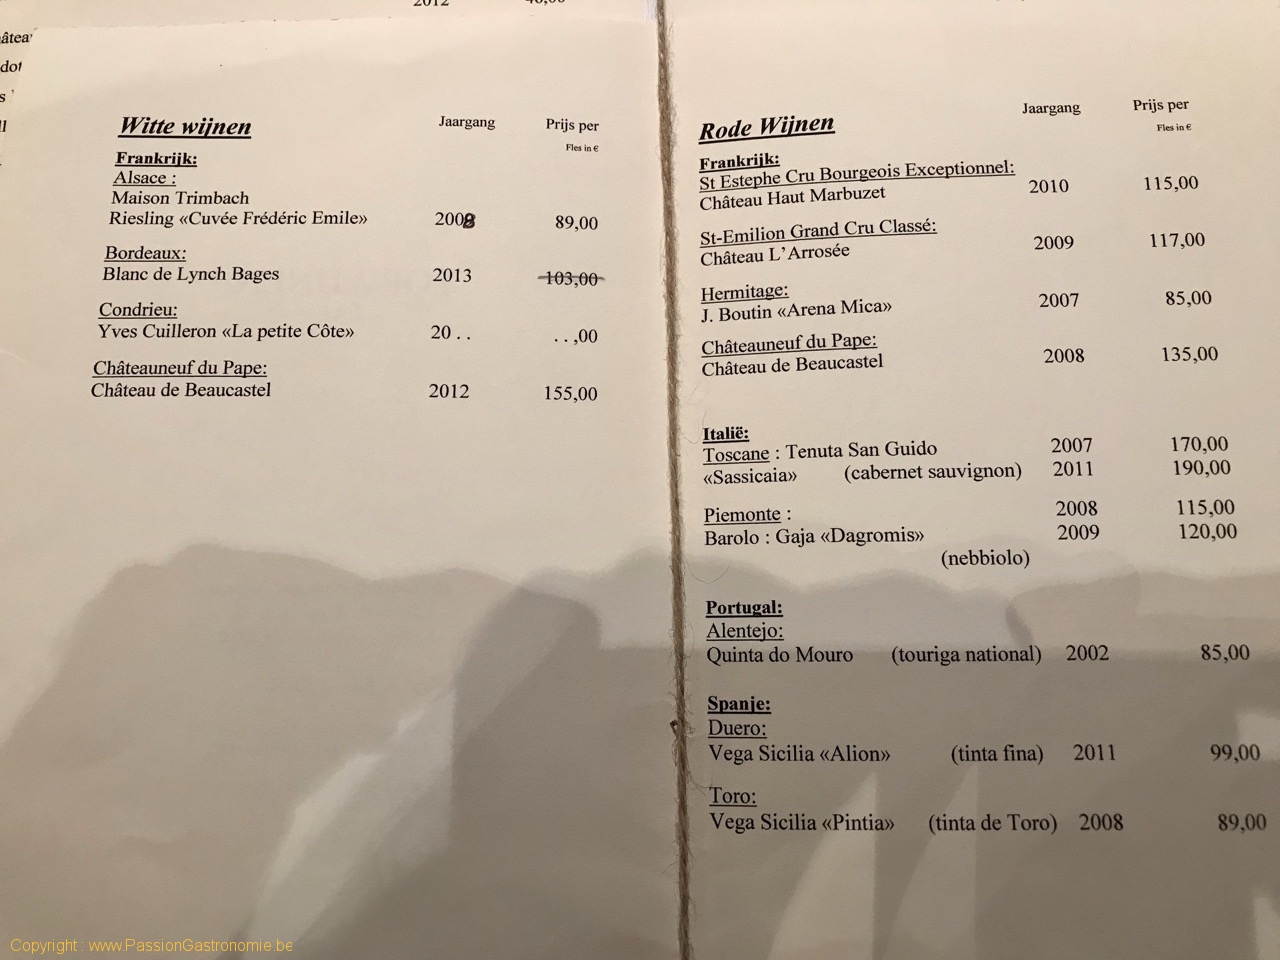 2012
Witte wijnen Jaargang Prijs per
Fles in €
Frankrijk:
Alsace :
Maison Trimbach
Riesling «Cuvée Frédéric Emile» 2008 89,00
Bordeaux:
Blanc de Lynch Bages 2013 103,00
Condrieu:
Yves Cuilleron «La petite Côte» 20 . . . . ,00
Châteauneuf du Pape:
Château de Beaucastel 2012 155,00
Rode Wijnen Jaargang Prijs per
Fles in €
Frankrijk:
St Estephe Cru Bourgeois Exceptionnel:
Château Haut Marbuzet 2010 115,00
St-Emilion Grand Cru Classé:
Château L'Arrosée 2009 117,00
Hermitage:
J. Boutin «Arena Mica» 2007 85,00
Châteauneuf du Pape:
Château de Beaucastel 2008 135,00
Italië:
Toscane : Tenuta San Guido 2007 170,00
«Sassicaia» (cabernet sauvignon) 2011 190,00
Piemonte : 2008 115,00
Barolo : Gaja «Dagromis» 2009 120,00
(nebbiolo)
Portugal:
Alentejo:
Quinta do Mouro (touriga national) 2002 85,00
Spanje:
Duero:
Vega Sicilia «Alion» (tinta fina) 2011 99,00
Toro:
Vega Sicilia «Pintia» (tinta de Toro) 2008 89,00
Copyright : www.PassionGastronomie.be